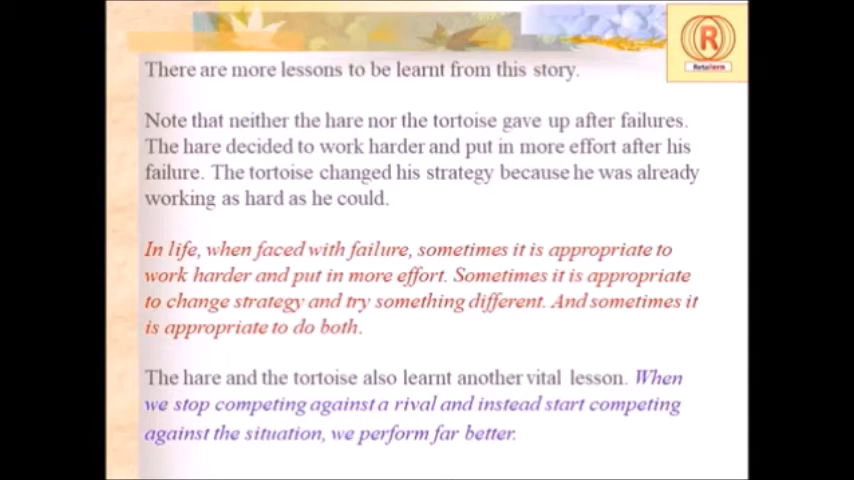 R
There are more lessons to be learnt from this story.
Note that neither the hare nor the tortoise gave up after failures.
The hare decided to work harder and put in more effort after his
failure. The tortoise changed his strategy because he was already
working as hard as he could.
In life, when faced with failure, sometimes it is appropriate to
work harder and put in more effort. Sometimes it is appropriate
to change strategy and try something different. And sometimes it
is appropriate to do both.
The hare and the tortoise also learnt another vital lesson. When
we stop competing against a rival and instead start competing
against the situation, we perform far better.